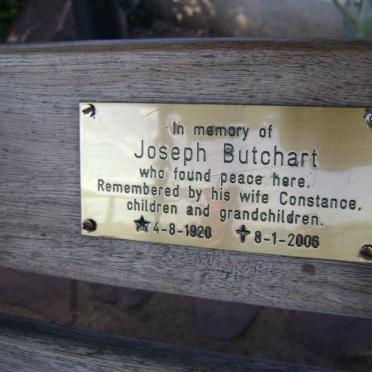 In memory of
Joseph Butchart
who found peace here.
Remembered by his wife Constance,
children and grandchildren.
★ 4-8-1920 ✝ 8-1-2006